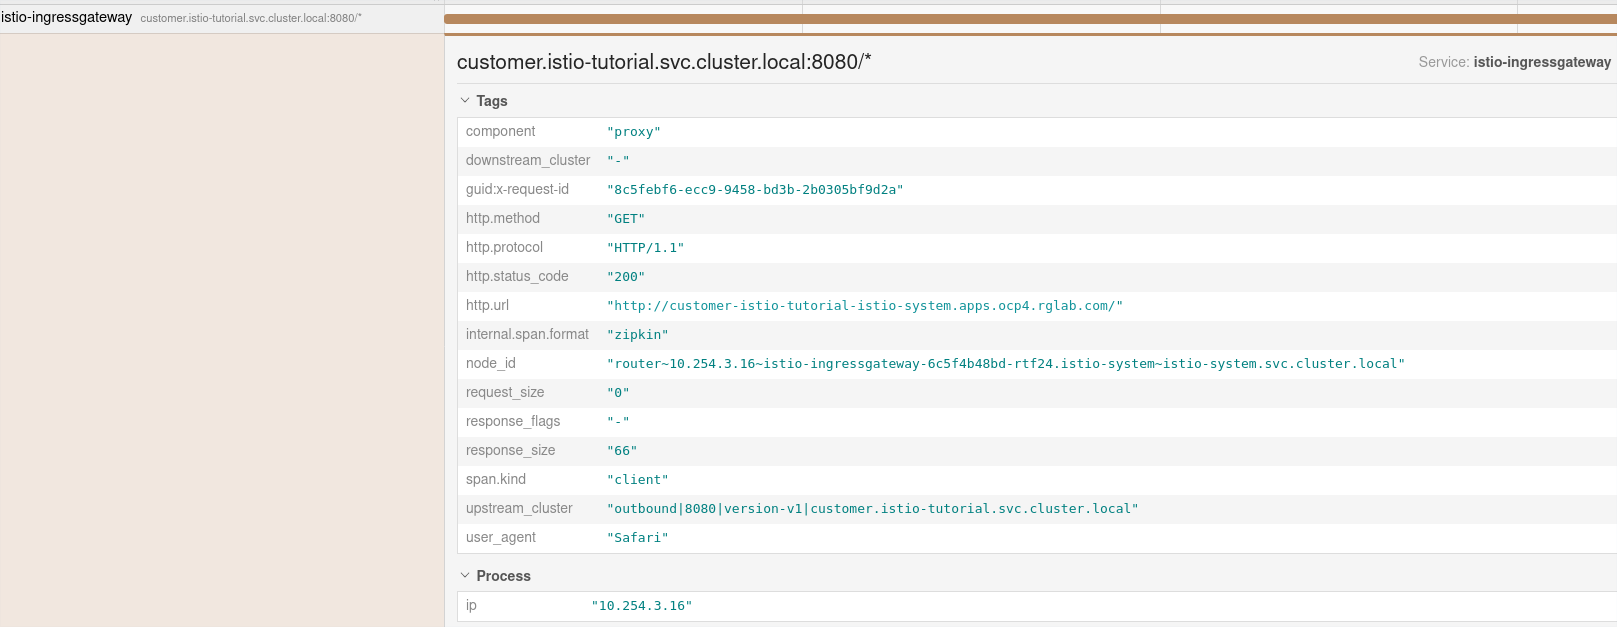 istio-ingressgateway customer.istio-tutorial.svc.cluster.local:8080/*
customer.istio-tutorial.svc.cluster.local:8080/* Service: istio-ingressgateway
Tags
component "proxy"
downstream_cluster "-"
guid:x-request-id "8c5febf6-ecc9-9458-bd3b-2b0305bf9d2a"
http.method "GET"
http.protocol "HTTP/1.1"
http.status_code "200"
http.url "http://customer-istio-tutorial-istio-system.apps.ocp4.rglab.com/"
internal.span.format "zipkin"
node_id "router~10.254.3.16~istio-ingressgateway-6c5f4b48bd-rtf24.istio-system~istio-system.svc.cluster.local"
request_size "0"
response_flags "-"
response_size "66"
span.kind "client"
upstream_cluster "outbound|8080|version-v1|customer.istio-tutorial.svc.cluster.local"
user_agent "Safari"
Process
ip "10.254.3.16"